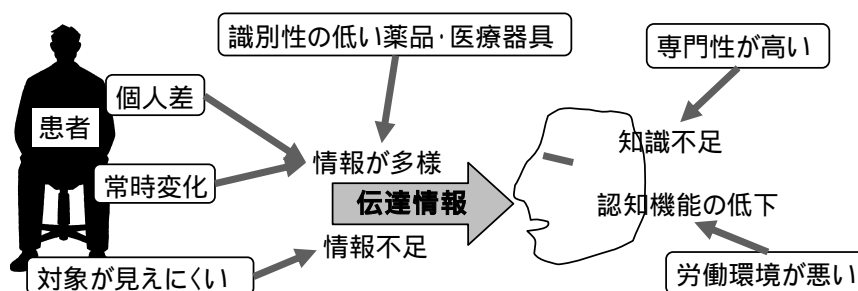 識別性の低い薬品・医療器具
専門性が高い
個人差
患者
知識不足
情報が多様
常時変化
伝達情報
認知機能の低下
情報不足
対象が見えにくい
労働環境が悪い